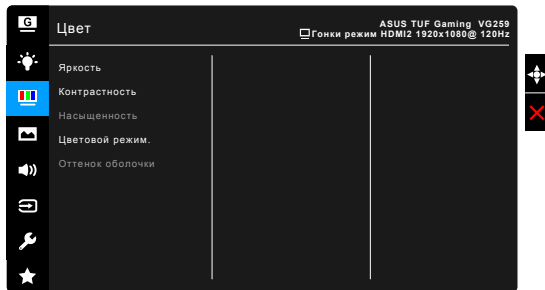 G
Цвет
ASUS TUF Gaming VG259
Гонки режим HDMI2 1920x1080@ 120Hz
Яркость
Контрастность
Насыщенность
Цветовой режим.
Оттенок оболочки